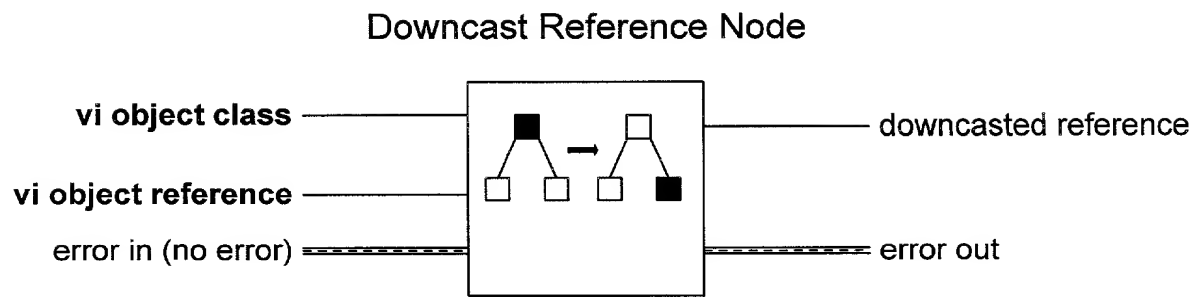 Downcast Reference Node
vi object class
downcasted reference
vi object reference
error in (no error)
error out